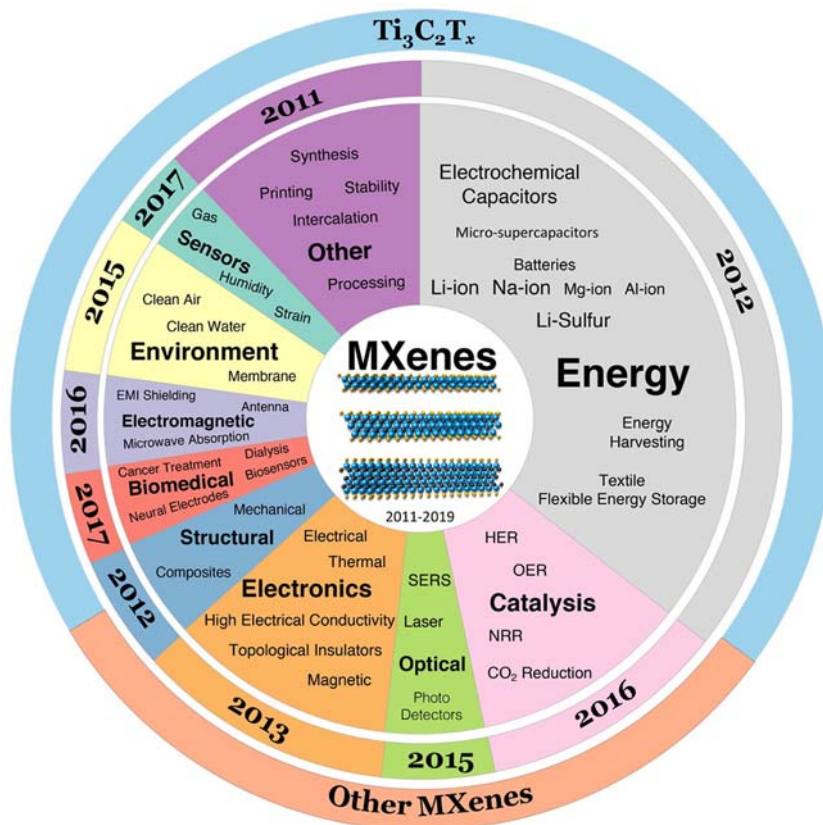 Ti₃C₂Tₓ
2011
2012
2016
2015
2013
2012
2017
2016
2015
2017
Synthesis
Printing
Stability
Intercalation
Other
Processing
Electrochemical
Capacitors
Micro-supercapacitors
Batteries
Li-ion Na-ion Mg-ion Al-ion
Li-Sulfur
Energy
Energy
Harvesting
Textile
Flexible Energy Storage
HER
OER
Catalysis
NRR
CO₂ Reduction
SERS
Laser
Optical
Photo
Detectors
Electrical
Thermal
Electronics
High Electrical Conductivity
Topological Insulators
Magnetic
Mechanical
Structural
Composites
Cancer Treatment
Dialysis
Biomedical
Biosensors
Neural Electrodes
EMI Shielding
Antenna
Electromagnetic
Microwave Absorption
Clean Air
Clean Water
Environment
Membrane
Gas
Sensors
Humidity
Strain
MXenes
2011-2019
Other MXenes